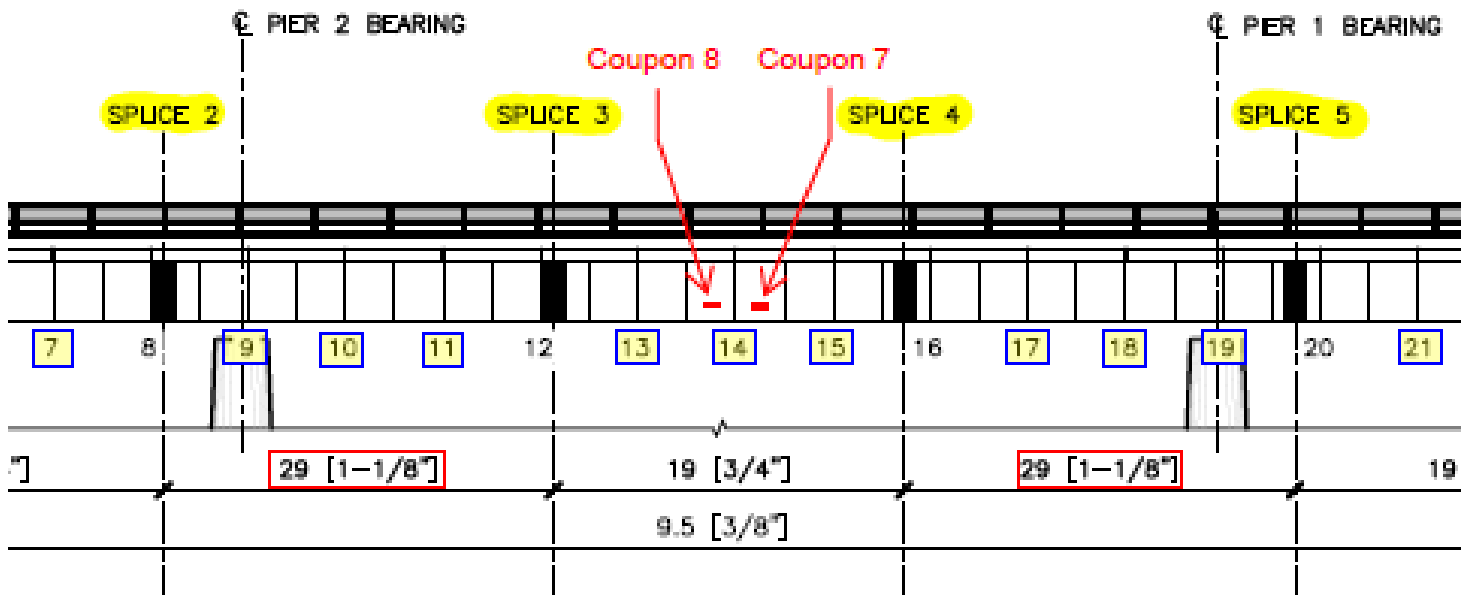 ℄ PIER 2 BEARING
℄ PIER 1 BEARING
Coupon 8
Coupon 7
SPLICE 2
SPLICE 3
SPLICE 4
SPLICE 5
7 8 9 10 11 12 13 14 15 16 17 18 19 20 21
"]
29 [1-1/8"]
19 [3/4"]
29 [1-1/8"]
19
9.5 [3/8"]